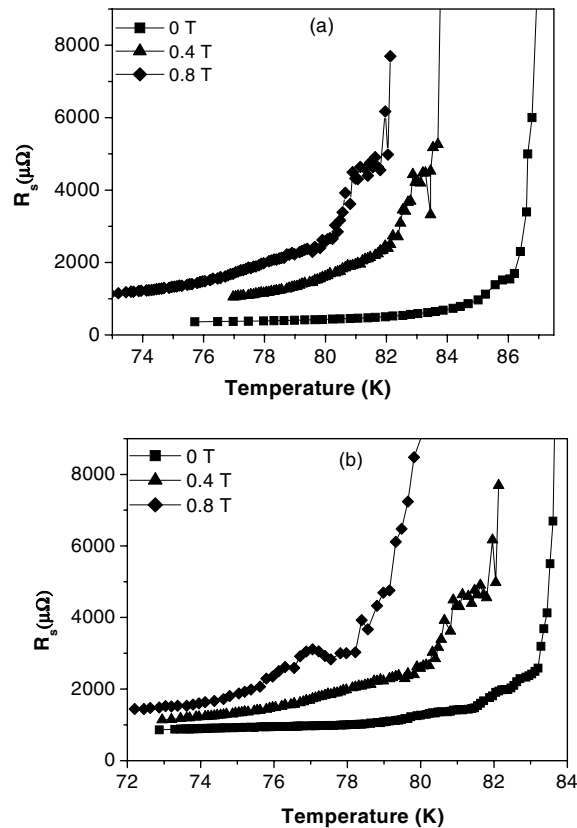 (a)
0 T
0.4 T
0.8 T
8000
6000
4000
2000
0
R_s(μΩ)
74 76 78 80 82 84 86
Temperature (K)
(b)
0 T
0.4 T
0.8 T
8000
6000
4000
2000
0
R_s(μΩ)
72 74 75 76 78 80 82 83 84
Temperature (K)